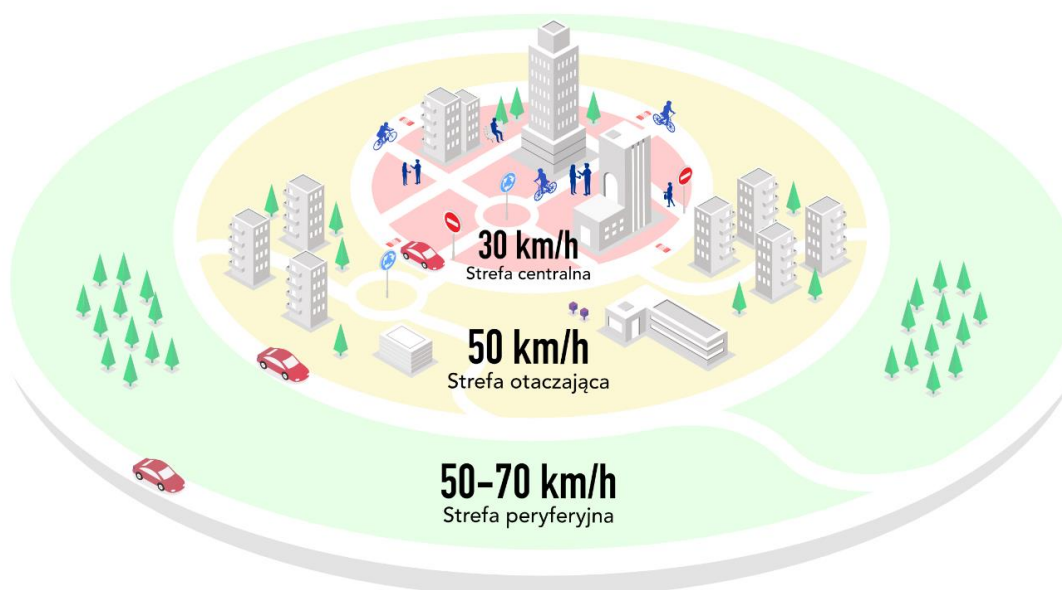 30 km/h
Strefa centralna
50 km/h
Strefa otaczająca
50–70 km/h
Strefa peryferyjna